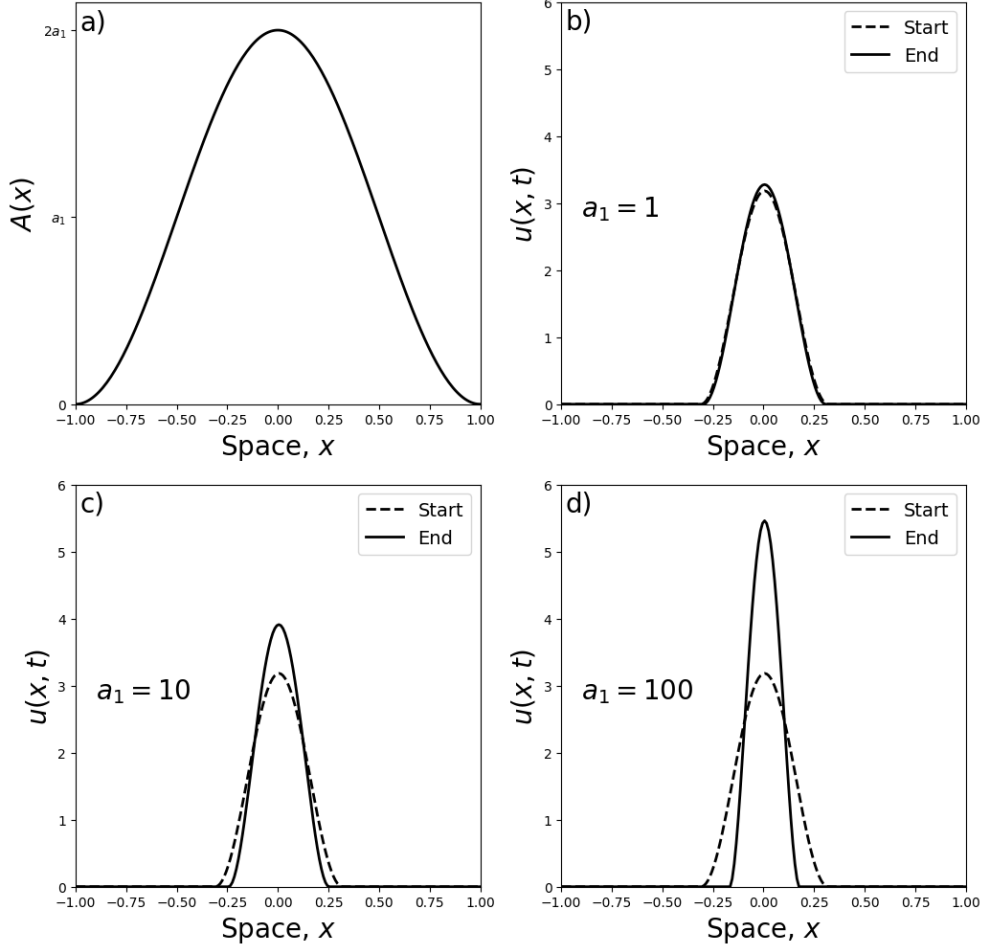 a)
2a₁
a₁
0
A(x)
−1.00 −0.75 −0.50 −0.25 0.00 0.25 0.50 0.75 1.00
Space, x
b)
Start
End
6
5
4
3
2
1
0
u(x, t)
a₁ = 1
−1.00 −0.75 −0.50 −0.25 0.00 0.25 0.50 0.75 1.00
Space, x
c)
Start
End
6
5
4
3
2
1
0
u(x, t)
a₁ = 10
−1.00 −0.75 −0.50 −0.25 0.00 0.25 0.50 0.75 1.00
Space, x
d)
Start
End
6
5
4
3
2
1
0
u(x, t)
a₁ = 100
−1.00 −0.75 −0.50 −0.25 0.00 0.25 0.50 0.75 1.00
Space, x